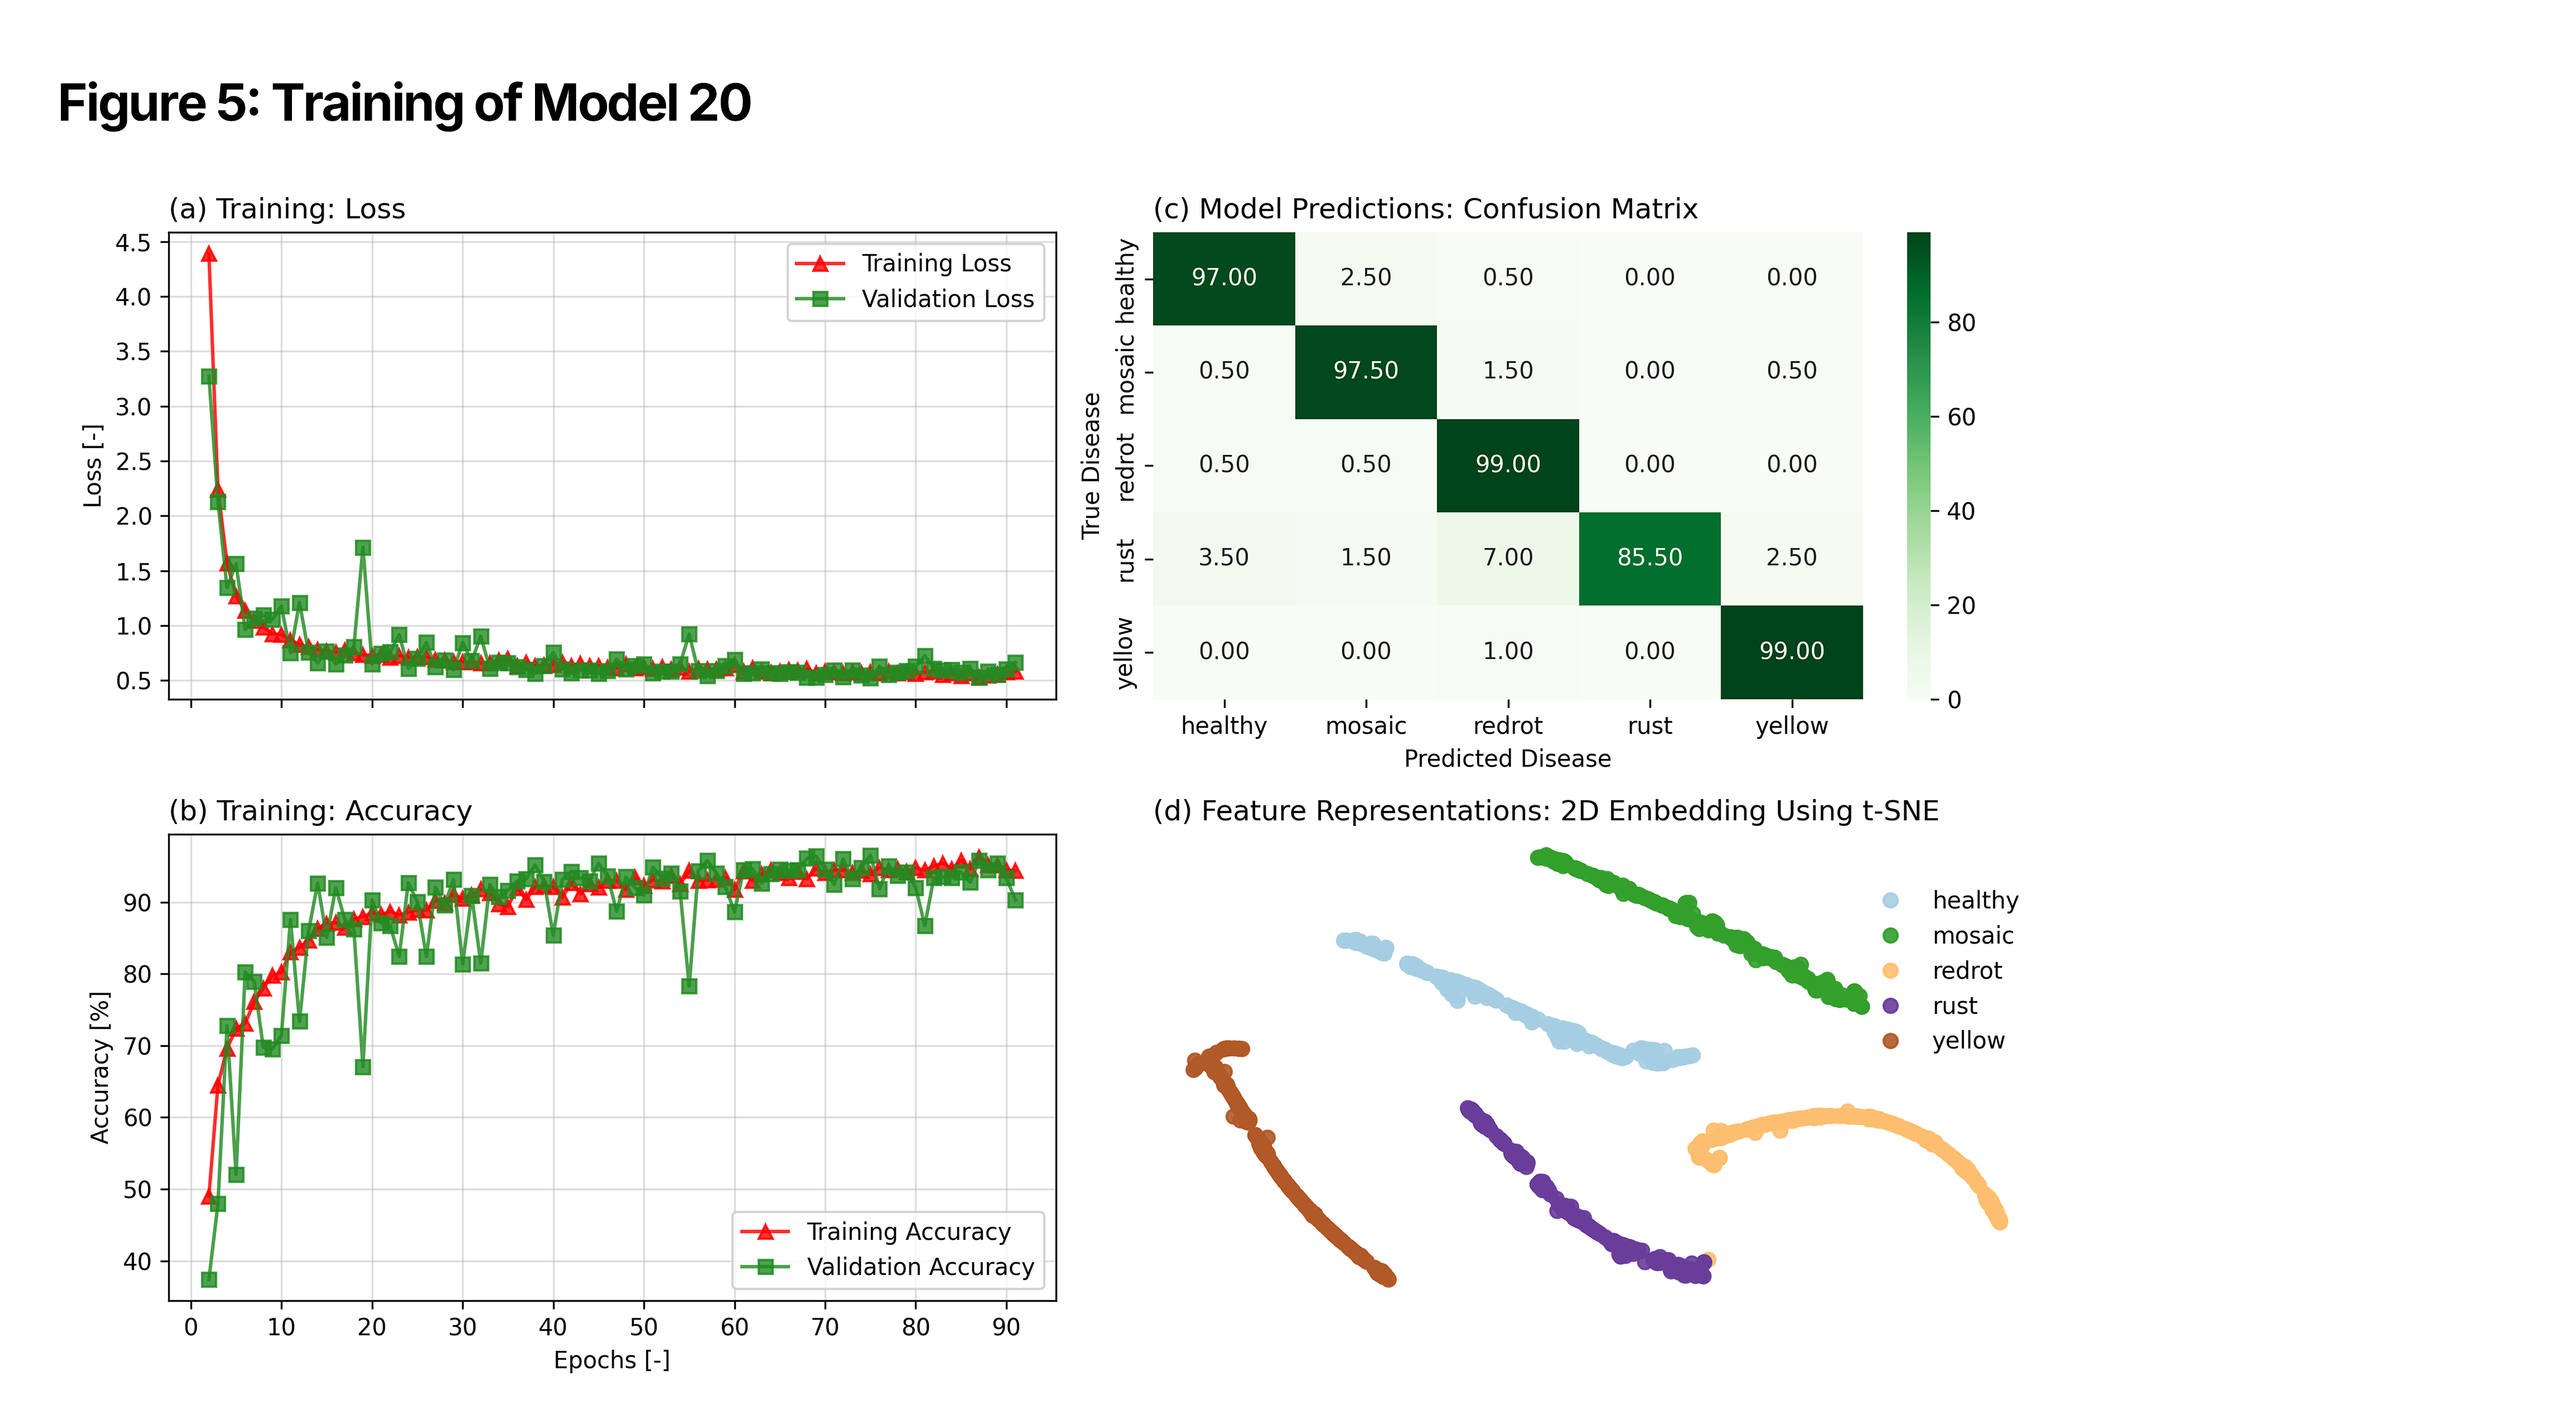 Figure 5: Training of Model 20
(a) Training: Loss
4.5
4.0
3.5
3.0
2.5
2.0
1.5
1.0
0.5
Loss [-]
Training Loss
Validation Loss
(b) Training: Accuracy
90
80
70
60
50
40
Accuracy [%]
Training Accuracy
Validation Accuracy
0 10 20 30 40 50 60 70 80 90
Epochs [-]
(c) Model Predictions: Confusion Matrix
True Disease
healthy 97.00 2.50 0.50 0.00 0.00
mosaic 0.50 97.50 1.50 0.00 0.50
redrot 0.50 0.50 99.00 0.00 0.00
rust 3.50 1.50 7.00 85.50 2.50
yellow 0.00 0.00 1.00 0.00 99.00
healthy mosaic redrot rust yellow
Predicted Disease
80
60
40
20
0
(d) Feature Representations: 2D Embedding Using t-SNE
healthy
mosaic
redrot
rust
yellow